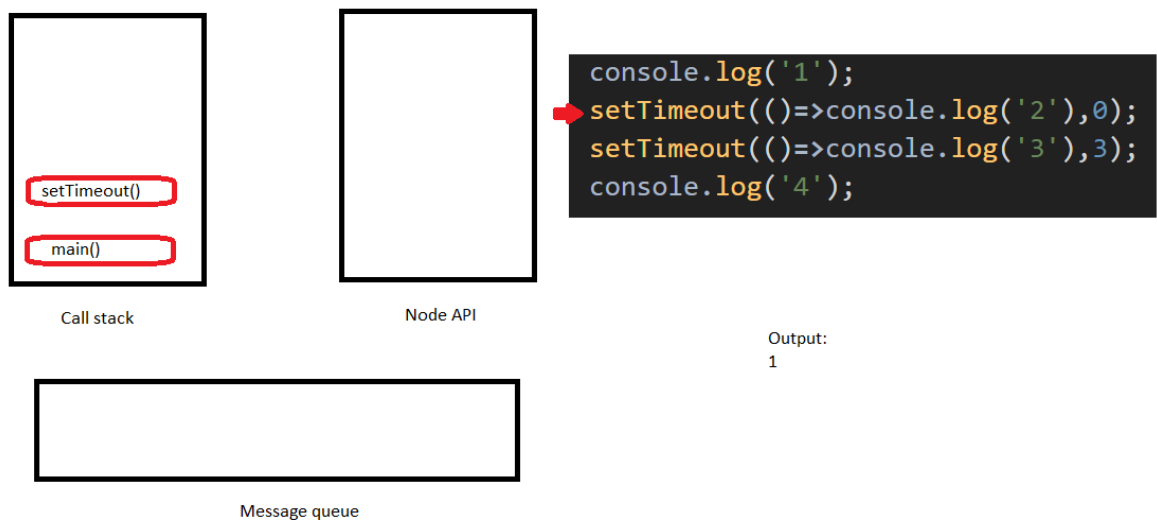 setTimeout()
main()
Call stack
Node API
console.log('1');
setTimeout(()=>console.log('2'),0);
setTimeout(()=>console.log('3'),3);
console.log('4');
Output:
1
Message queue